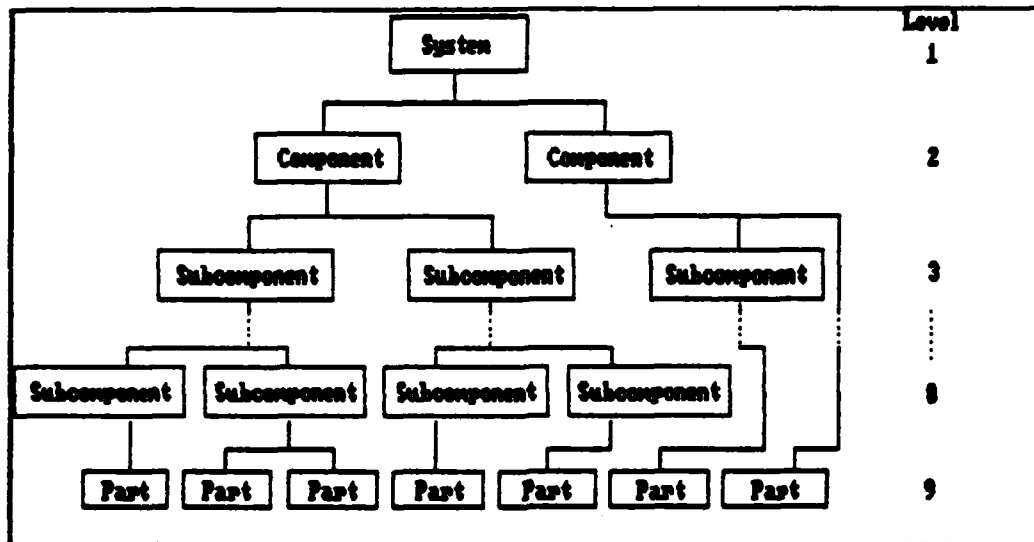 Level
System 1
Component Component 2
Subcomponent Subcomponent Subcomponent 3
Subcomponent Subcomponent Subcomponent Subcomponent 8
Part Part Part Part Part Part Part 9